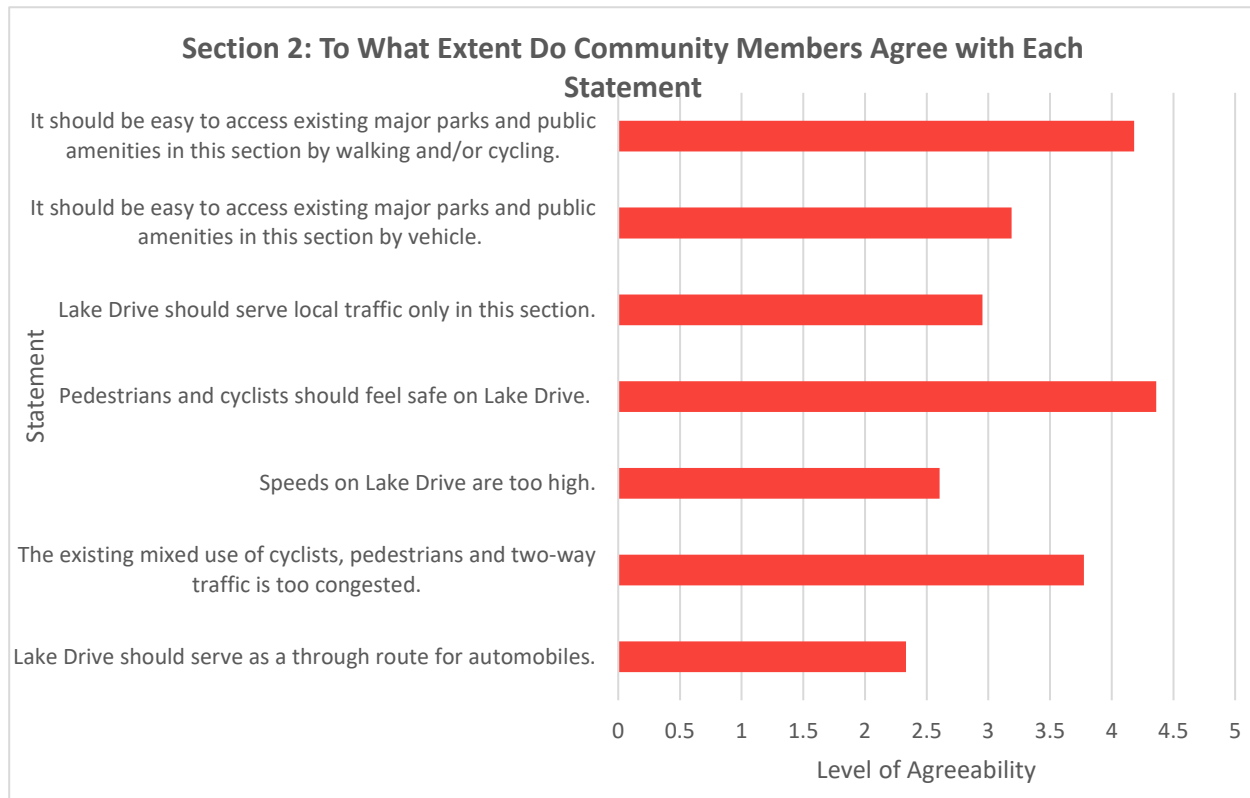 Section 2: To What Extent Do Community Members Agree with Each
Statement
It should be easy to access existing major parks and public
amenities in this section by walking and/or cycling.
It should be easy to access existing major parks and public
amenities in this section by vehicle.
Lake Drive should serve local traffic only in this section.
Pedestrians and cyclists should feel safe on Lake Drive.
Speeds on Lake Drive are too high.
The existing mixed use of cyclists, pedestrians and two-way
traffic is too congested.
Lake Drive should serve as a through route for automobiles.
Statement
0 0.5 1 1.5 2 2.5 3 3.5 4 4.5 5
Level of Agreeability